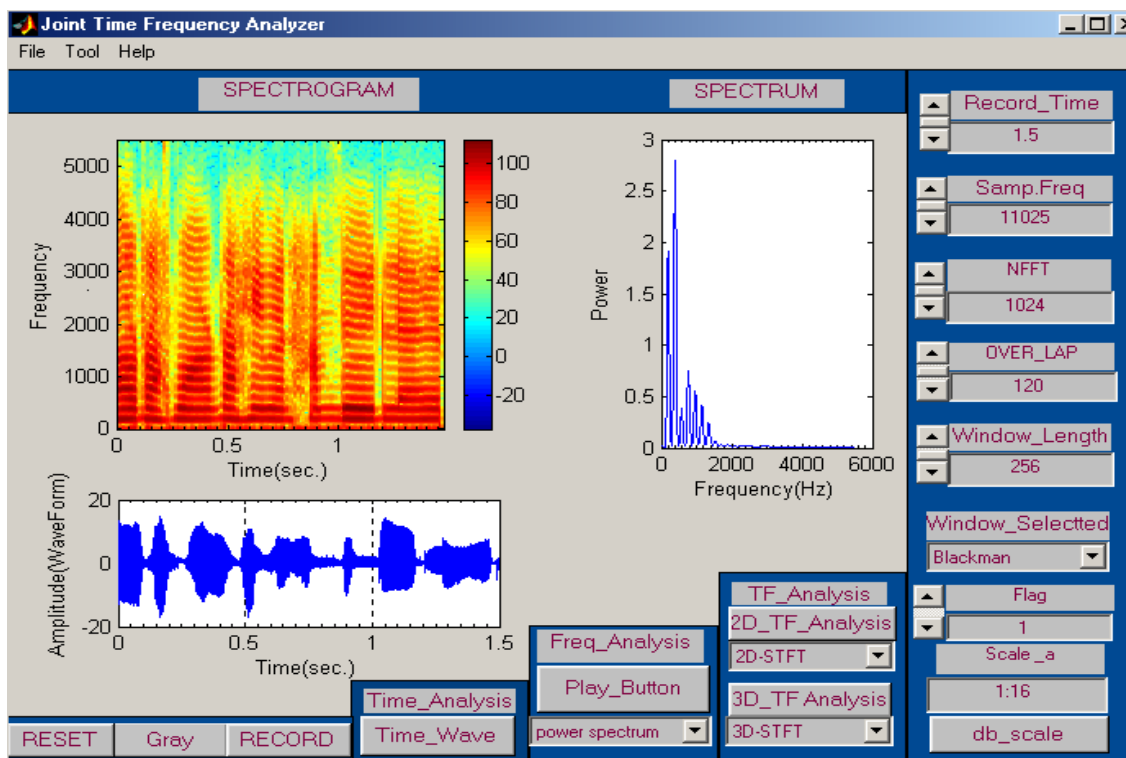 Joint Time Frequency Analyzer
File Tool Help
SPECTROGRAM
SPECTRUM
5000
4000
3000
2000
1000
0
Frequency
0
0.5
1
Time(sec.)
100
80
60
40
20
0
-20
3
2.5
2
1.5
1
0.5
0
Power
0
2000
4000
6000
Frequency(Hz)
20
0
-20
Amplitude(WaveForm)
0
0.5
1
1.5
Time(sec.)
Record_Time
1.5
Samp.Freq
11025
NFFT
1024
OVER_LAP
120
Window_Length
256
Window_Selectted
Blackman
Flag
1
Scale_a
1:16
db_scale
TF_Analysis
2D_TF_Analysis
2D-STFT
3D_TF Analysis
3D-STFT
Freq_Analysis
Play_Button
power spectrum
Time_Analysis
Time_Wave
RESET
Gray
RECORD